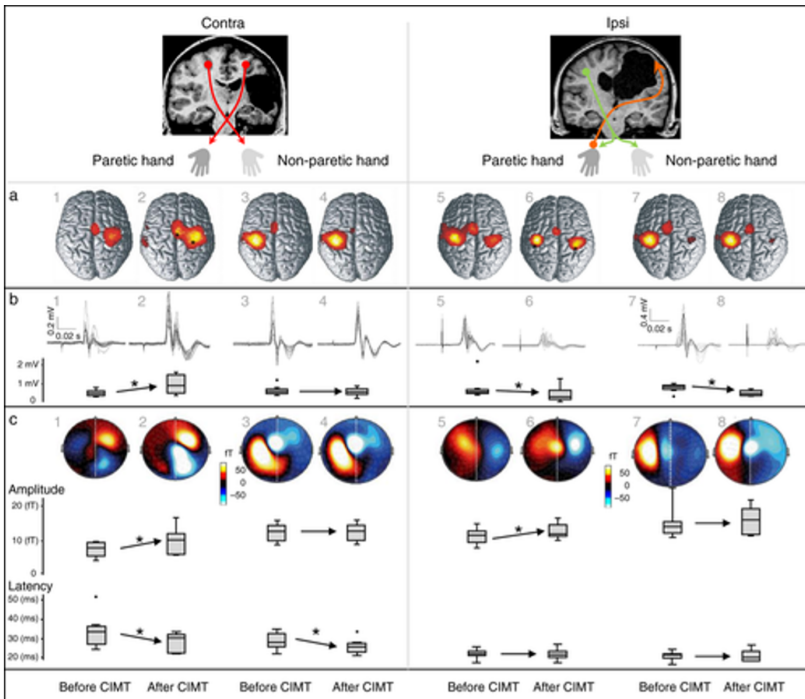 Contra Ipsi
Paretic hand Non-paretic hand Paretic hand Non-paretic hand
a 1 2 3 4 5 6 7 8
b 1 2 3 4 5 6 7 8
0.2 mV 0.02 s 0.4 mV 0.02 s
2 mV
1 mV
0
* * *
c 1 2 3 4 5 6 7 8
fT 50 0 −50 fT 50 0 −50
Amplitude
20 (fT)
10 (fT)
0
* *
Latency
50 (ms)
40 (ms)
30 (ms)
20 (ms)
* *
Before CIMT After CIMT Before CIMT After CIMT Before CIMT After CIMT Before CIMT After CIMT